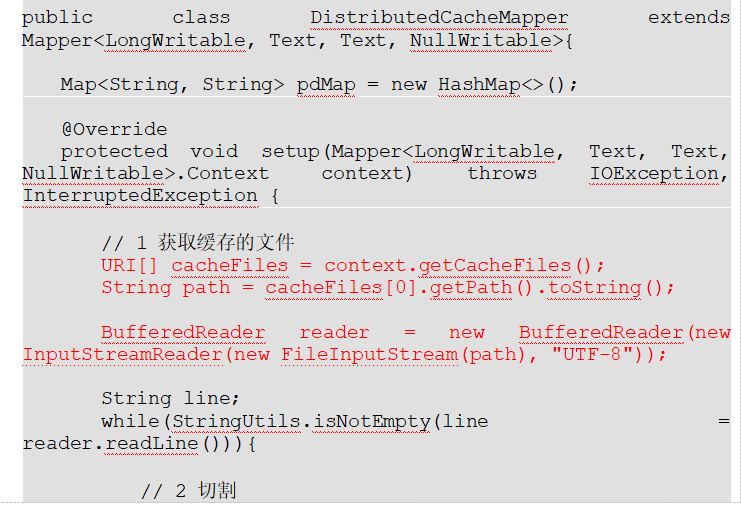 public class DistributedCacheMapper extends
Mapper<LongWritable, Text, Text, NullWritable>{
Map<String, String> pdMap = new HashMap<>();
@Override
protected void setup(Mapper<LongWritable, Text, Text,
NullWritable>.Context context) throws IOException,
InterruptedException {
// 1 获取缓存的文件
URI[] cacheFiles = context.getCacheFiles();
String path = cacheFiles[0].getPath().toString();
BufferedReader reader = new BufferedReader(new
InputStreamReader(new FileInputStream(path), "UTF-8"));
String line;
while(StringUtils.isNotEmpty(line =
reader.readLine())){
// 2 切割